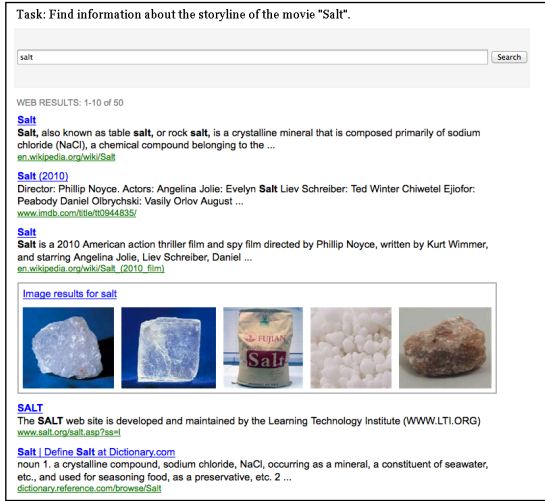 Task: Find information about the storyline of the movie "Salt".
salt
Search
WEB RESULTS: 1-10 of 50
Salt
Salt, also known as table salt, or rock salt, is a crystalline mineral that is composed primarily of sodium
chloride (NaCl), a chemical compound belonging to the ...
en.wikipedia.org/wiki/Salt
Salt (2010)
Director: Phillip Noyce. Actors: Angelina Jolie: Evelyn Salt Liev Schreiber: Ted Winter Chiwetel Ejiofor:
Peabody Daniel Olbrychski: Vasily Orlov August ...
www.imdb.com/title/tt0944835/
Salt
Salt is a 2010 American action thriller film and spy film directed by Phillip Noyce, written by Kurt Wimmer,
and starring Angelina Jolie, Liev Schreiber, Daniel ...
en.wikipedia.org/wiki/Salt_(2010_film)
Image results for salt
FUJIAN
Salt
SALT
The SALT web site is developed and maintained by the Learning Technology Institute (WWW.LTI.ORG)
www.salt.org/salt.asp?ss=l
Salt | Define Salt at Dictionary.com
noun 1. a crystalline compound, sodium chloride, NaCl, occurring as a mineral, a constituent of seawater,
etc., and used for seasoning food, as a preservative, etc. 2 ...
dictionary.reference.com/browse/Salt